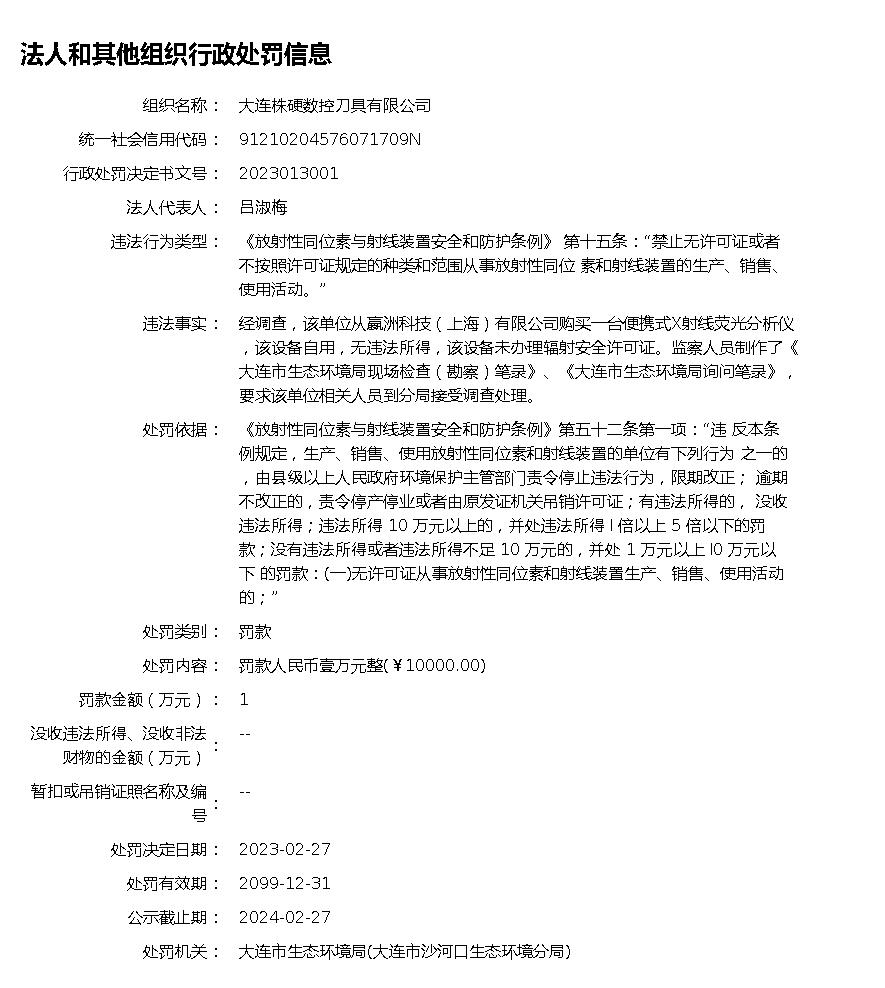 法人和其他组织行政处罚信息
组织名称： 大连株硬数控刀具有限公司
统一社会信用代码： 91210204576071709N
行政处罚决定书文号： 2023013001
法人代表人： 吕淑梅
违法行为类型： 《放射性同位素与射线装置安全和防护条例》 第十五条：“禁止无许可证或者
不按照许可证规定的种类和范围从事放射性同位 素和射线装置的生产、销售、
使用活动。”
违法事实： 经调查，该单位从赢洲科技（上海）有限公司购买一台便携式X射线荧光分析仪
，该设备自用，无违法所得，该设备未办理辐射安全许可证。监察人员制作了《
大连市生态环境局现场检查（勘察）笔录》、《大连市生态环境局询问笔录》，
要求该单位相关人员到分局接受调查处理。
处罚依据： 《放射性同位素与射线装置安全和防护条例》第五十二条第一项：“违 反本条
例规定，生产、销售、使用放射性同位素和射线装置的单位有下列行为 之一的
，由县级以上人民政府环境保护主管部门责令停止违法行为，限期改正； 逾期
不改正的，责令停产停业或者由原发证机关吊销许可证；有违法所得的， 没收
违法所得；违法所得 10 万元以上的，并处违法所得 l 倍以上 5 倍以下的罚
款；没有违法所得或者违法所得不足 10 万元的，并处 1 万元以上 l0 万元以
下 的罚款：(一)无许可证从事放射性同位素和射线装置生产、销售、使用活动
的；”
处罚类别： 罚款
处罚内容： 罚款人民币壹万元整(￥10000.00)
罚款金额（万元）： 1
没收违法所得、没收非法
财物的金额（万元）： --
暂扣或吊销证照名称及编
号： --
处罚决定日期： 2023-02-27
处罚有效期： 2099-12-31
公示截止期： 2024-02-27
处罚机关： 大连市生态环境局(大连市沙河口生态环境分局)